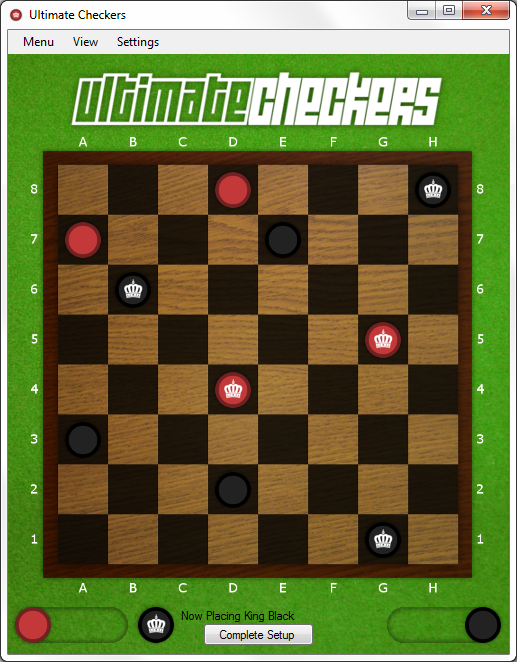 Ultimate Checkers
Menu View Settings
ultimatecheckers
A B C D E F G H
8 8
7 7
6 6
5 5
4 4
3 3
2 2
1 1
A B C D E F G H
Now Placing King Black
Complete Setup